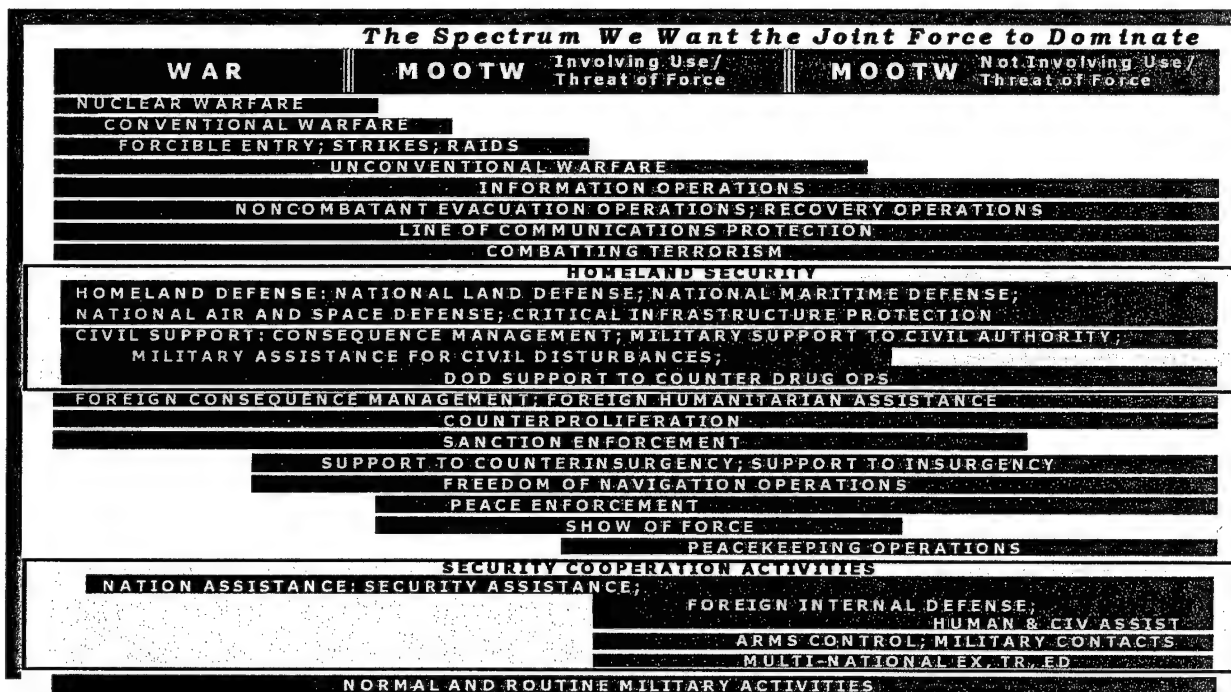 The Spectrum We Want the Joint Force to Dominate
WAR
MOOTW Involving Use/
Threat of Force
MOOTW Not Involving Use/
Threat of Force
NUCLEAR WARFARE
CONVENTIONAL WARFARE
FORCIBLE ENTRY; STRIKES; RAIDS
UNCONVENTIONAL WARFARE
INFORMATION OPERATIONS
NONCOMBATANT EVACUATION OPERATIONS; RECOVERY OPERATIONS
LINE OF COMMUNICATIONS PROTECTION
COMBATTING TERRORISM
HOMELAND SECURITY
HOMELAND DEFENSE: NATIONAL LAND DEFENSE; NATIONAL MARITIME DEFENSE;
NATIONAL AIR AND SPACE DEFENSE; CRITICAL INFRASTRUCTURE PROTECTION
CIVIL SUPPORT: CONSEQUENCE MANAGEMENT; MILITARY SUPPORT TO CIVIL AUTHORITY;
MILITARY ASSISTANCE FOR CIVIL DISTURBANCES;
DOD SUPPORT TO COUNTER DRUG OPS
FOREIGN CONSEQUENCE MANAGEMENT; FOREIGN HUMANITARIAN ASSISTANCE
COUNTERPROLIFERATION
SANCTION ENFORCEMENT
SUPPORT TO COUNTERINSURGENCY; SUPPORT TO INSURGENCY
FREEDOM OF NAVIGATION OPERATIONS
PEACE ENFORCEMENT
SHOW OF FORCE
PEACEKEEPING OPERATIONS
SECURITY COOPERATION ACTIVITIES
NATION ASSISTANCE: SECURITY ASSISTANCE;
FOREIGN INTERNAL DEFENSE;
HUMAN & CIV ASSIST
ARMS CONTROL; MILITARY CONTACTS
MULTI-NATIONAL EX, TR, ED
NORMAL AND ROUTINE MILITARY ACTIVITIES